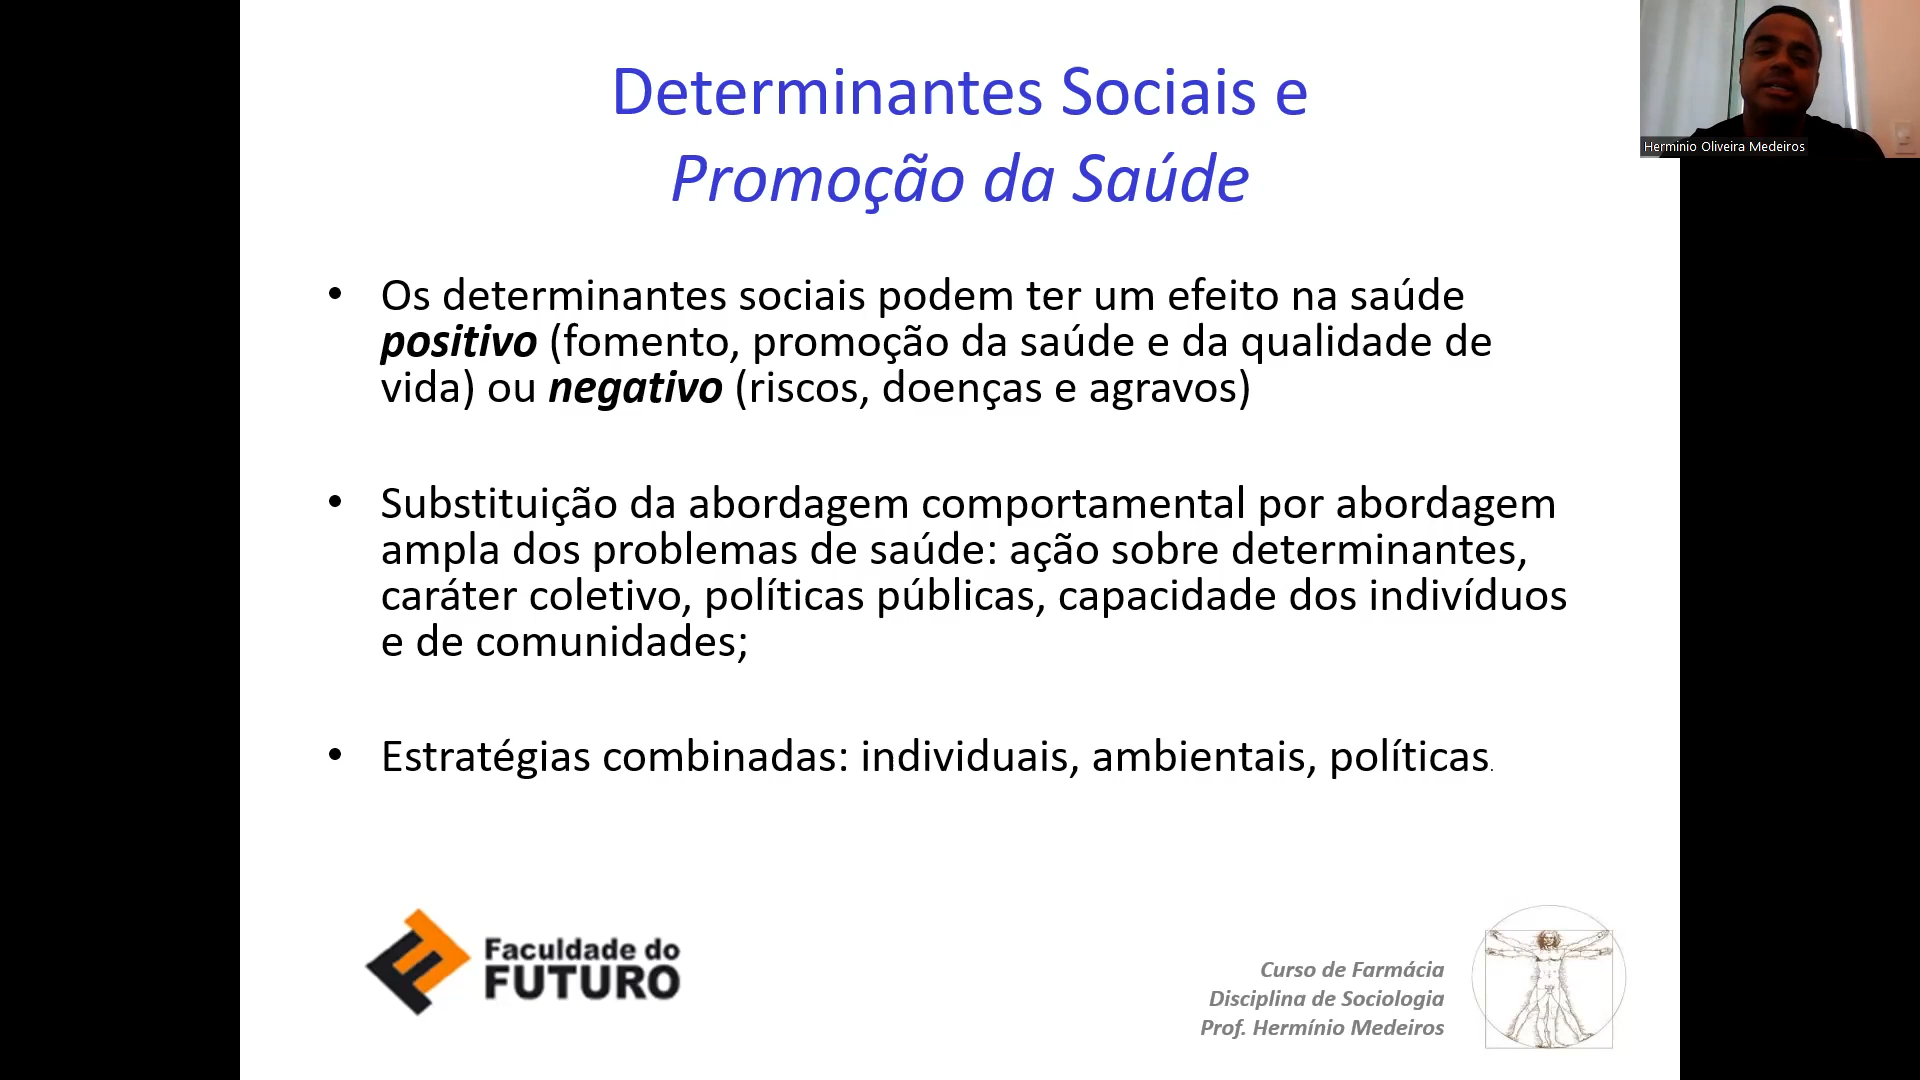 Determinantes Sociais e
Promoção da Saúde
Herminio Oliveira Medeiros
• Os determinantes sociais podem ter um efeito na saúde
positivo (fomento, promoção da saúde e da qualidade de
vida) ou negativo (riscos, doenças e agravos)
• Substituição da abordagem comportamental por abordagem
ampla dos problemas de saúde: ação sobre determinantes,
caráter coletivo, políticas públicas, capacidade dos indivíduos
e de comunidades;
• Estratégias combinadas: individuais, ambientais, políticas.
Faculdade do
FUTURO
Curso de Farmácia
Disciplina de Sociologia
Prof. Hermínio Medeiros